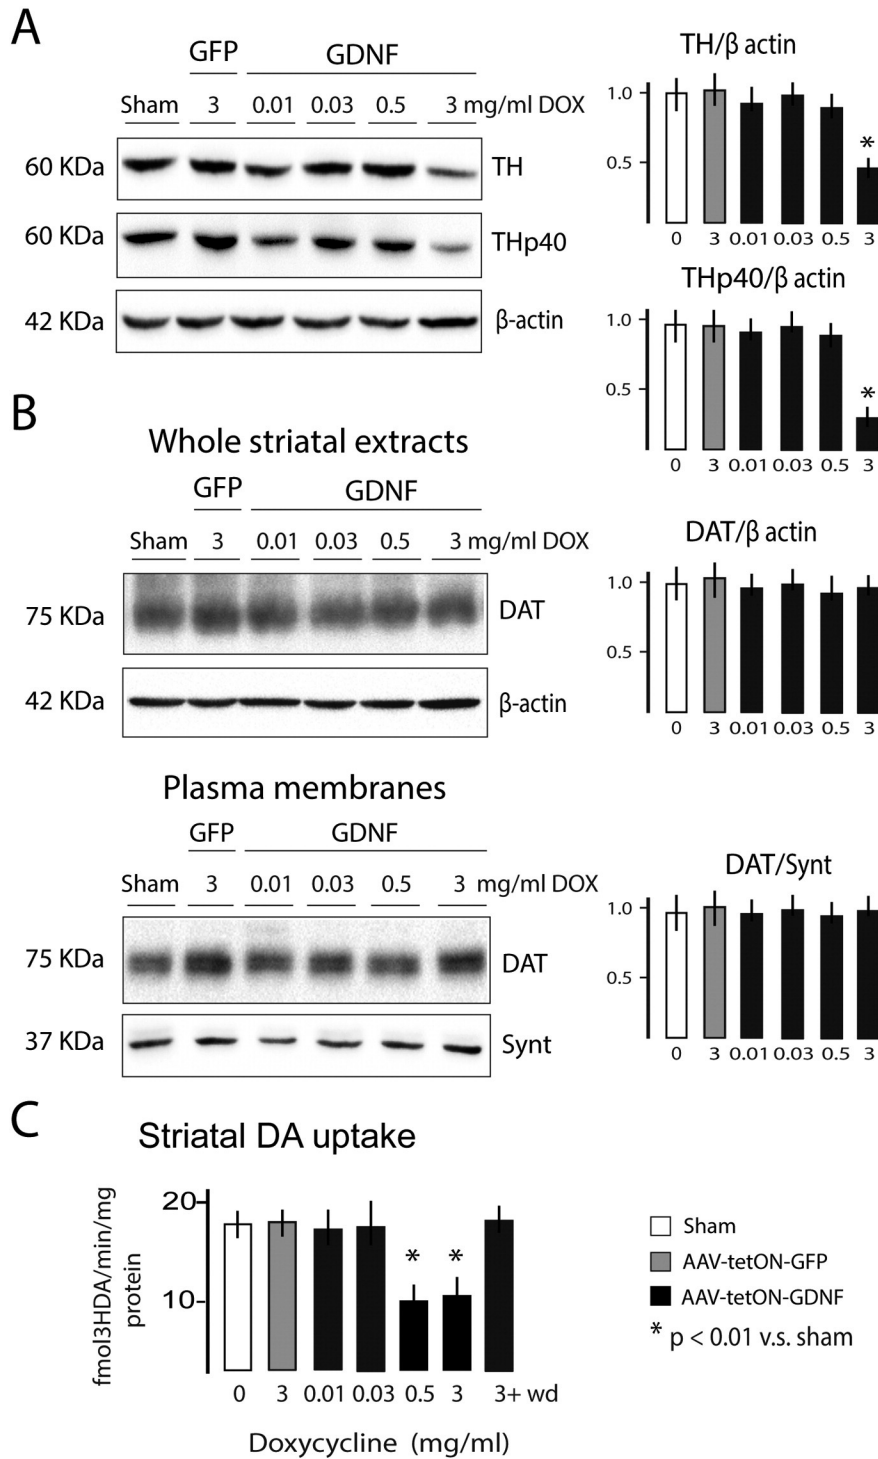 A
GFP
GDNF
Sham 3 0.01 0.03 0.5 3 mg/ml DOX
60 KDa TH
60 KDa THp40
42 KDa β-actin
TH/β actin
1.0
0.5
*
0 3 0.01 0.03 0.5 3
THp40/β actin
1.0
0.5
*
0 3 0.01 0.03 0.5 3
B
Whole striatal extracts
GFP
GDNF
Sham 3 0.01 0.03 0.5 3 mg/ml DOX
75 KDa DAT
42 KDa β-actin
DAT/β actin
1.0
0.5
0 3 0.01 0.03 0.5 3
Plasma membranes
GFP
GDNF
Sham 3 0.01 0.03 0.5 3 mg/ml DOX
75 KDa DAT
37 KDa Synt
DAT/Synt
1.0
0.5
0 3 0.01 0.03 0.5 3
C
Striatal DA uptake
fmol3HDA/min/mg
protein
20
10
* *
0 3 0.01 0.03 0.5 3 3+ wd
Doxycycline (mg/ml)
Sham
AAV-tetON-GFP
AAV-tetON-GDNF
* p < 0.01 v.s. sham